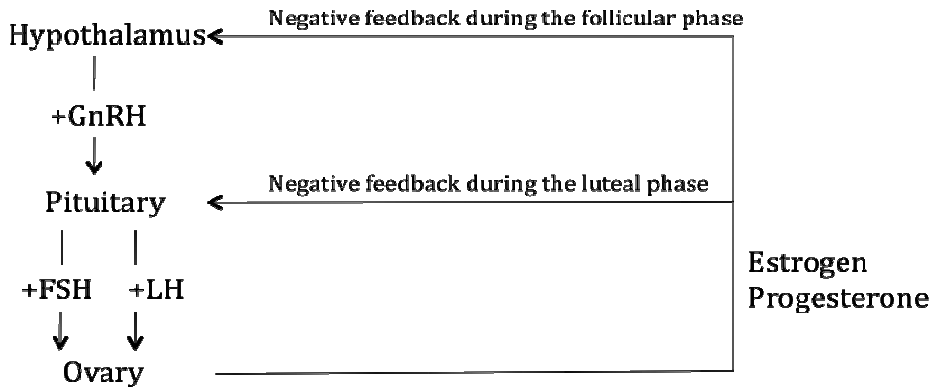 Negative feedback during the follicular phase
Hypothalamus
+GnRH
Negative feedback during the luteal phase
Pituitary
+FSH +LH
Estrogen
Progesterone
Ovary